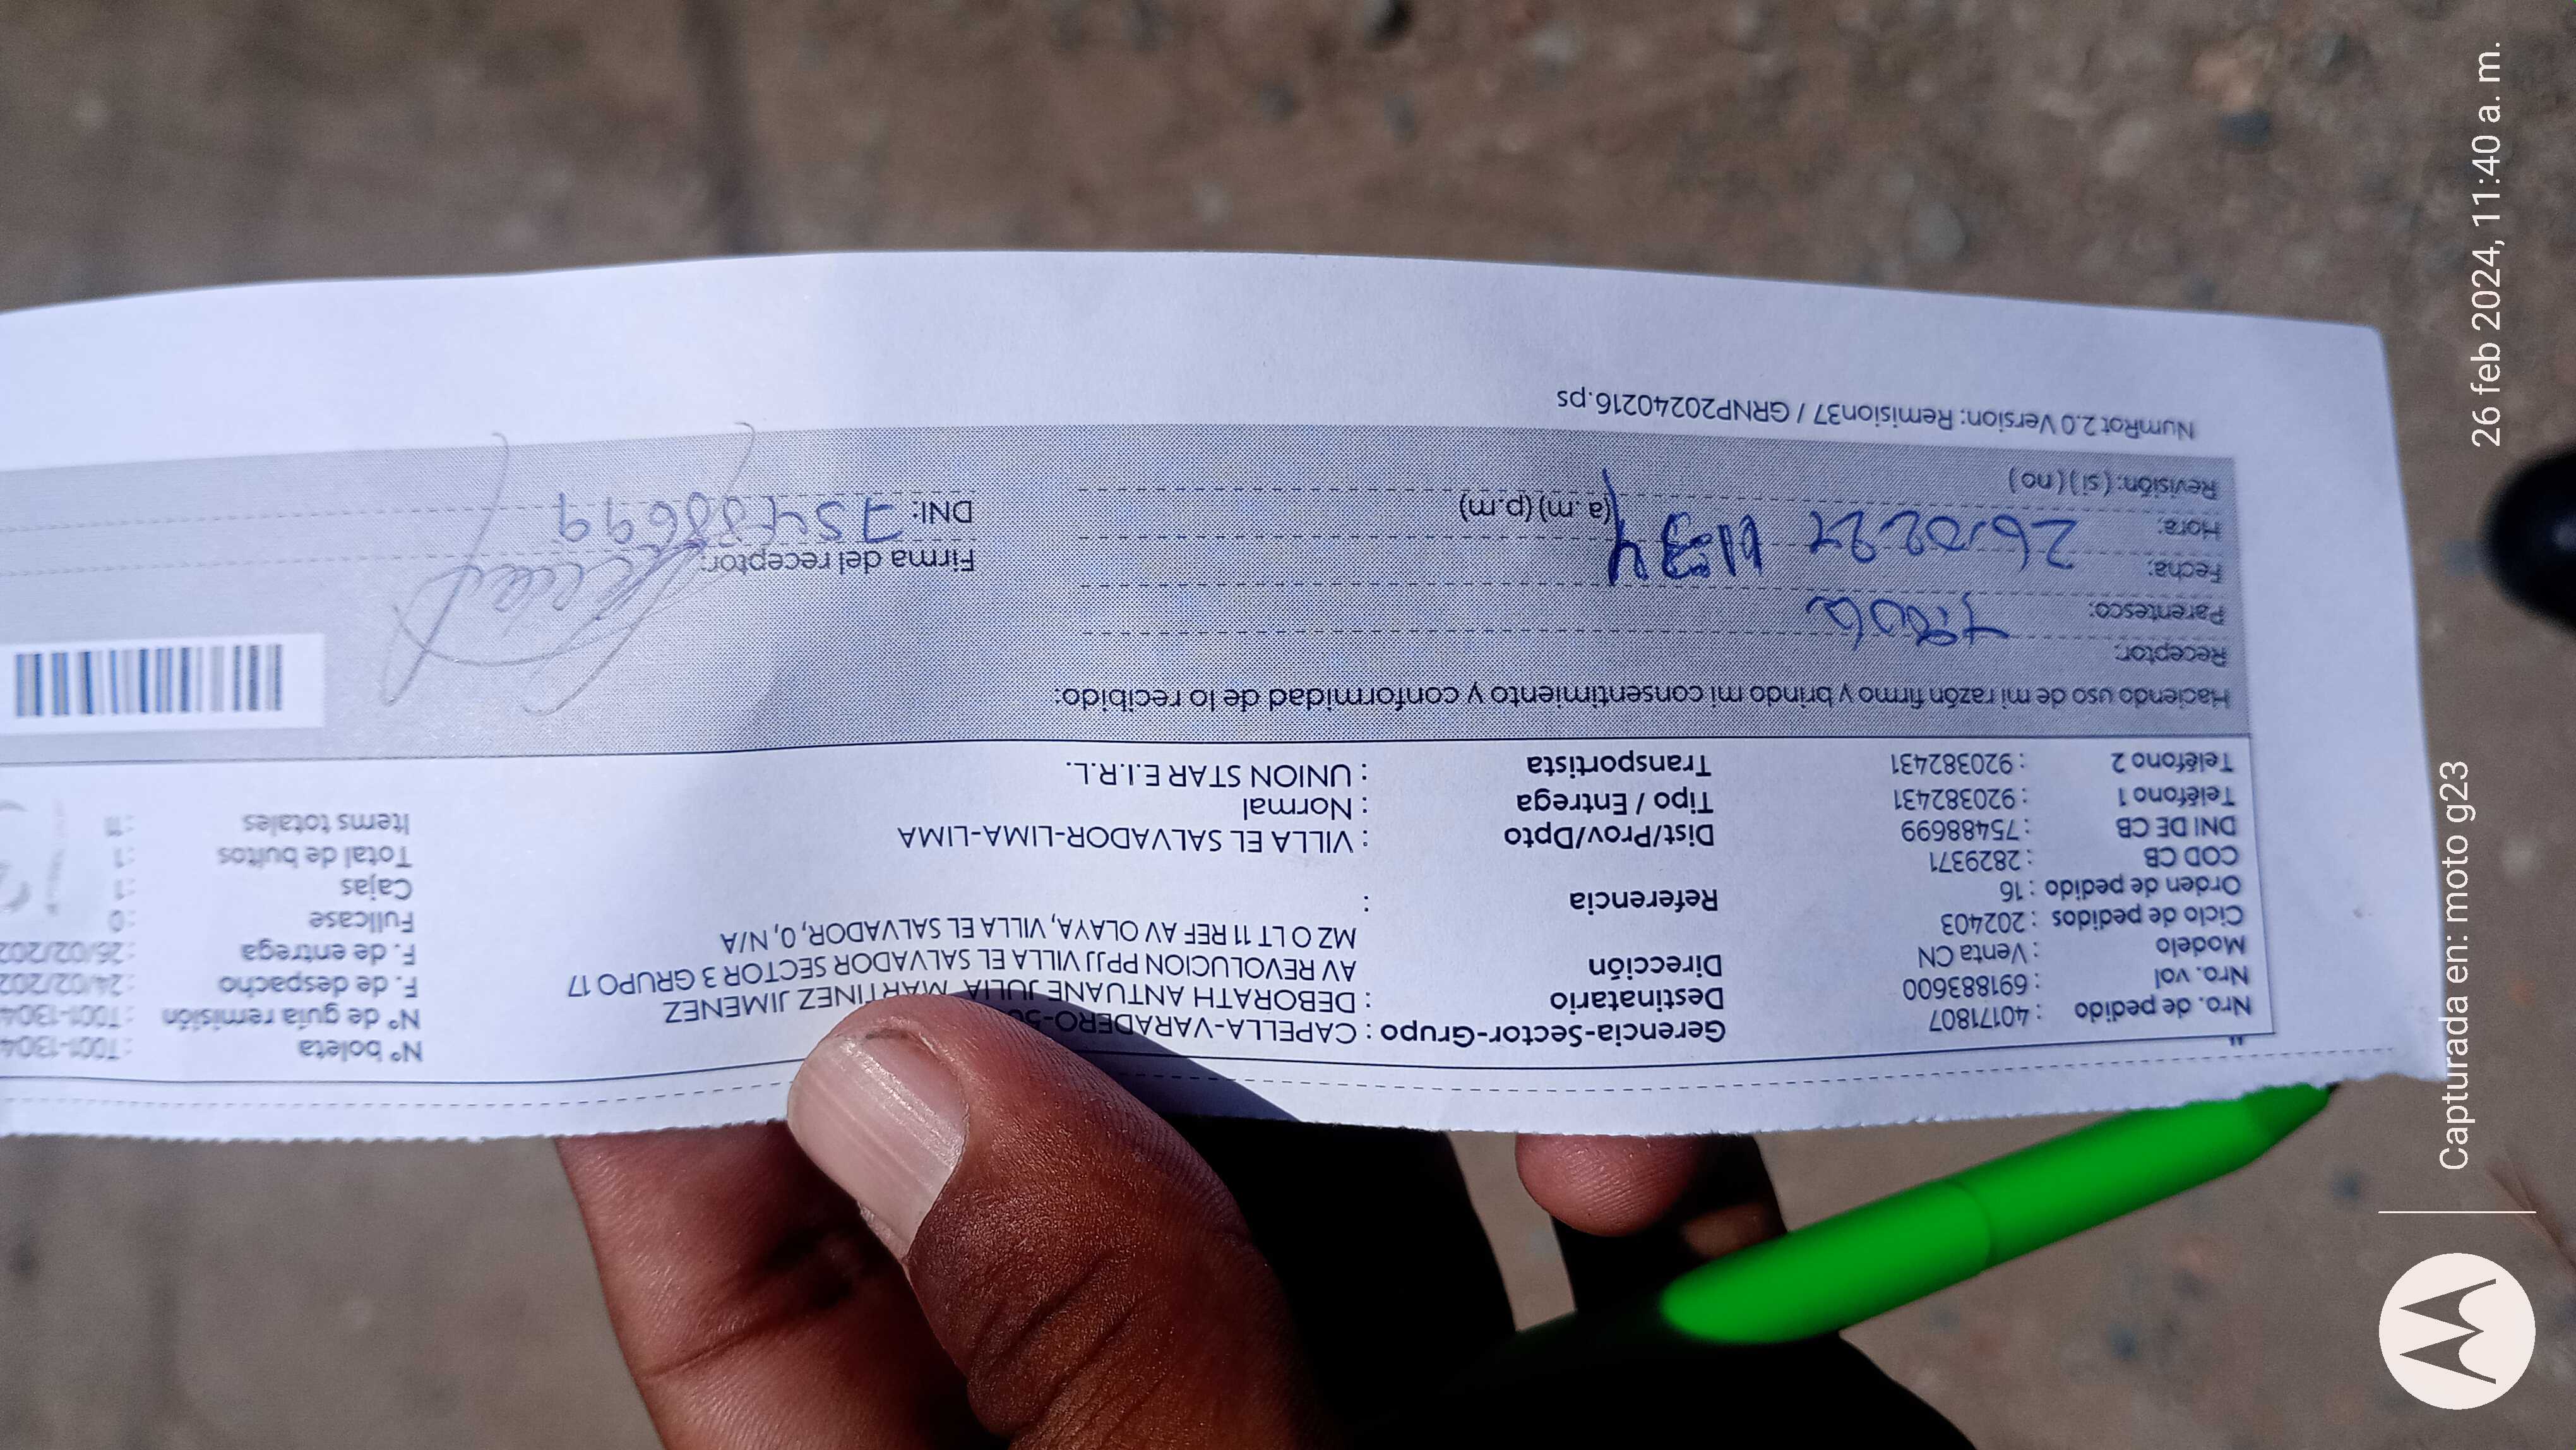 Nro. de pedido : 40171807
Nro. vol : 691883600
Modelo : Venta CN
Ciclo de pedidos : 202403
Orden de pedido : 16
COD CB : 2829371
DNI DE CB : 75488699
Teléfono 1 : 920382431
Teléfono 2 : 920382431
Gerencia-Sector-Grupo : CAPELLA-VARADERO-
Destinatario : DEBORATH ANTUANE JULIA MARTINEZ JIMENEZ
Dirección AV REVOLUCION PPJJ VILLA EL SALVADOR SECTOR 3 GRUPO 17
MZ O LT 11 REF AV OLAYA, VILLA EL SALVADOR, 0, N/A
Referencia :
Dist/Prov/Dpto : VILLA EL SALVADOR-LIMA-LIMA
Tipo / Entrega : Normal
Transportista : UNION STAR E.I.R.L.
Nº boleta : T001-1304
Nº de guía remisión : T001-1304
F. de despacho : 24/02/202
F. de entrega : 26/02/202
Fullcase : 0
Cajas : 1
Total de bultos : 1
Items totales : 11
Haciendo uso de mi razón firmo y brindo mi consentimiento y conformidad de lo recibido:
Receptor:
Parentesco:
Fecha: 26.02.24 11:34
Hora: (a.m) (p.m)
Revisión: (si) (no)
Firma del receptor:
DNI: 75488699
NumRot 2.0 Version: Remision37 / GRNP20240216.ps
Capturada en: moto g23
26 feb 2024, 11:40 a. m.